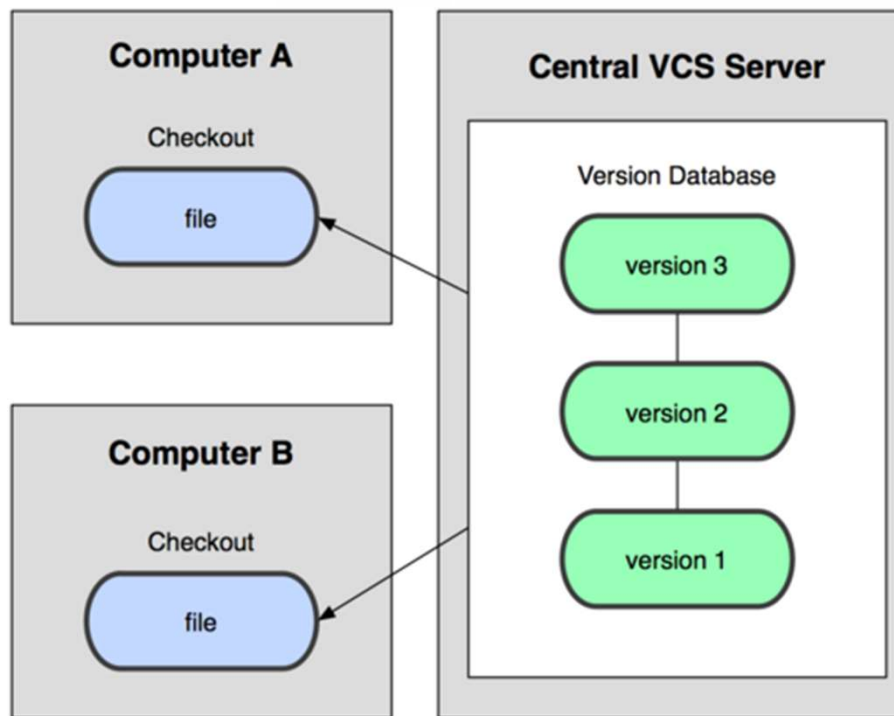 Computer A
Checkout
file
Computer B
Checkout
file
Central VCS Server
Version Database
version 3
version 2
version 1